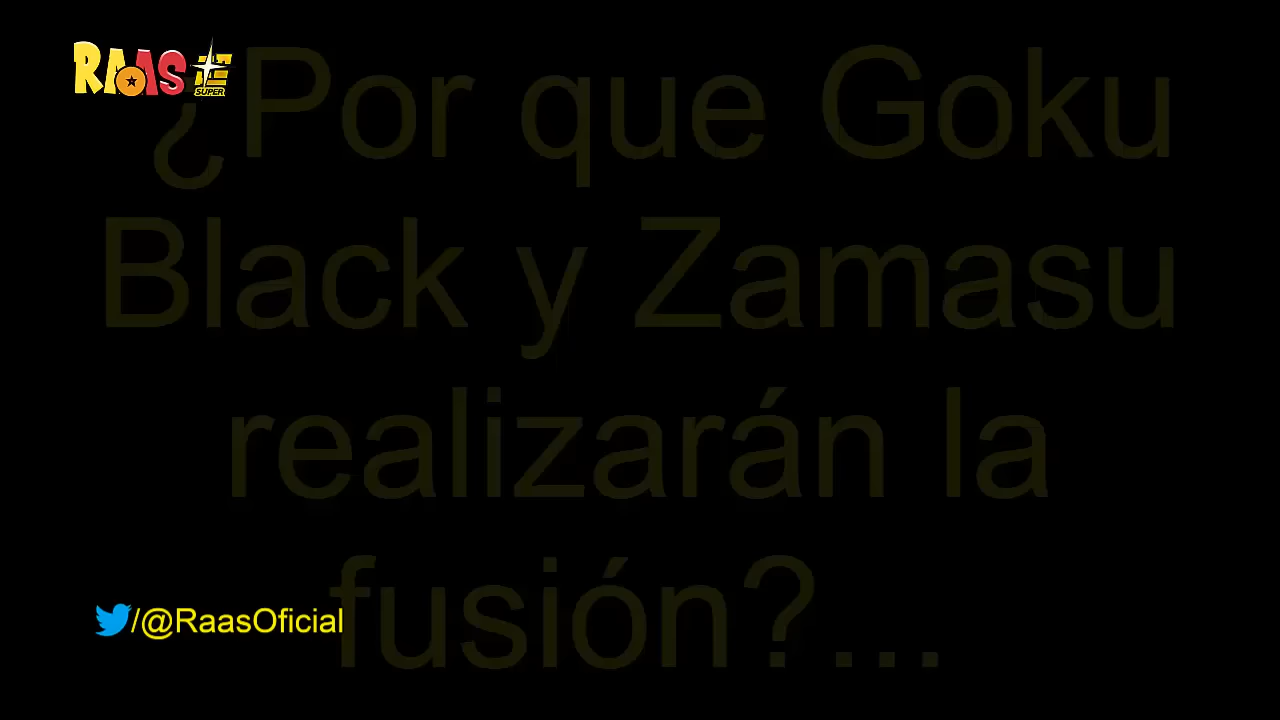 RAAS
SUPER
¿Por que Goku
Black y Zamasu
realizarán la
fusión?...
/@RaasOficial